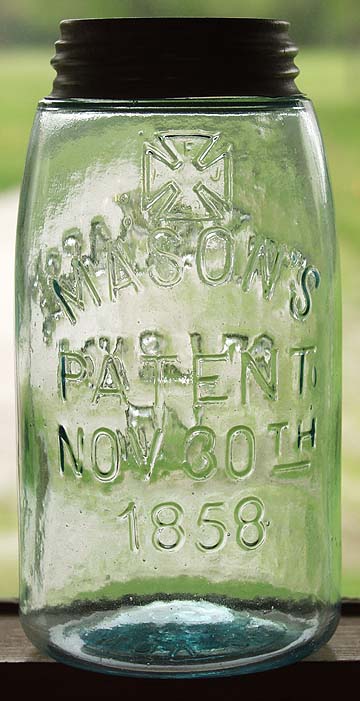 F
J
MASON'S
PATENT
NOV 30TH
1858